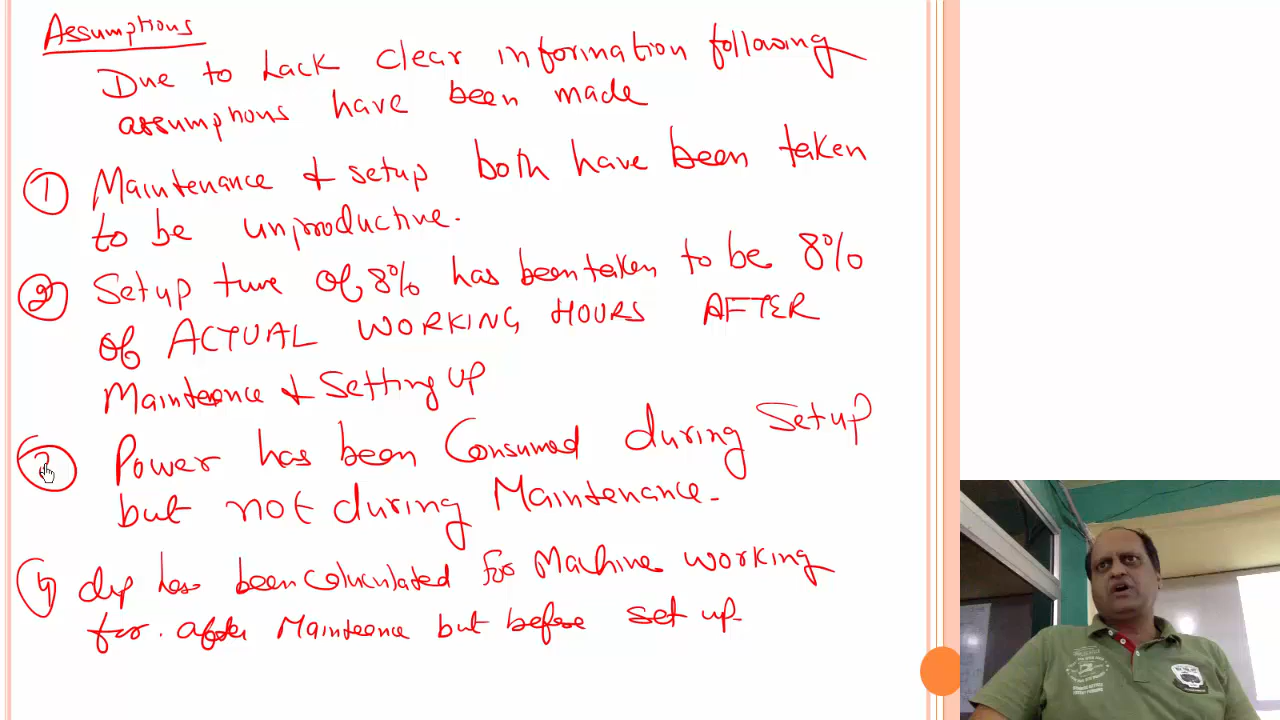 Assumptions
Due to Lack clear information following
assumptions have been made
① Maintenance & setup both have been taken
to be unproductive.
② Setup time of 8% has been taken to be 8%
of ACTUAL WORKING HOURS AFTER
Maintenance & Setting up
③ Power has been Consumed during Setup
but not during Maintenance.
④ dep has been calculated for Machine working
for. after Mainteence but before set up